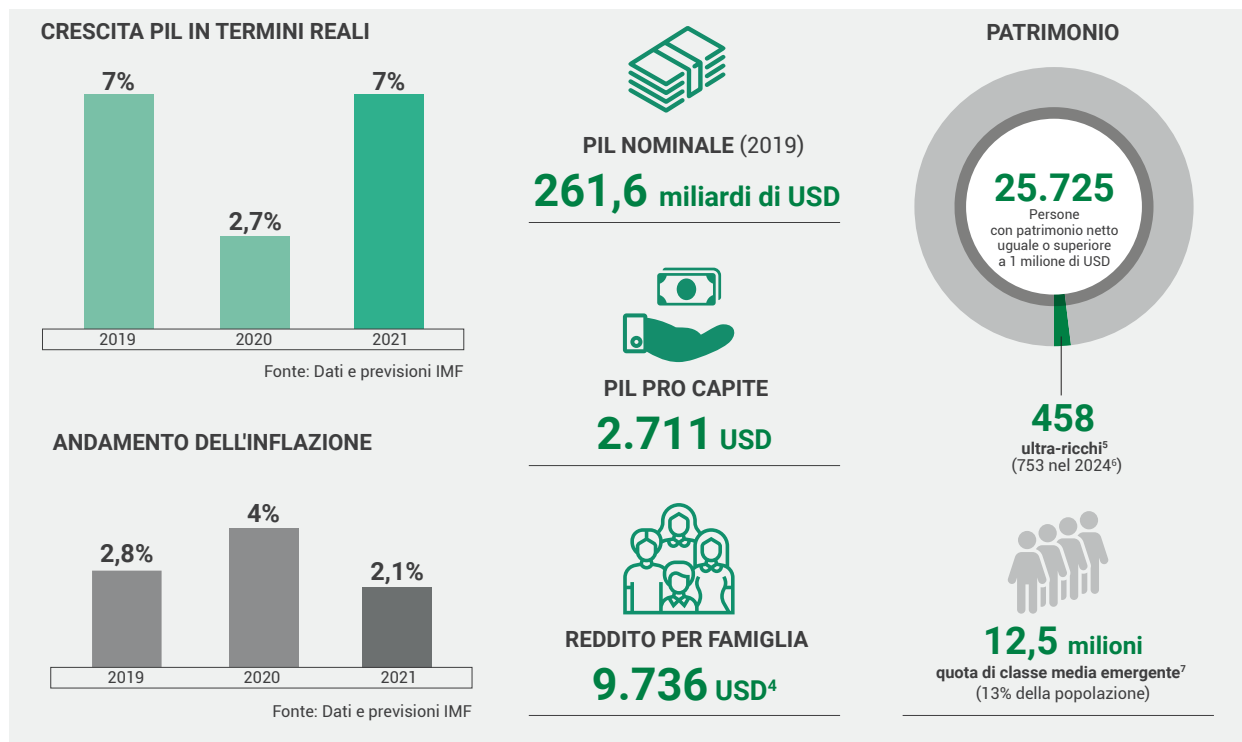 CRESCITA PIL IN TERMINI REALI
7%
2,7%
7%
2019
2020
2021
Fonte: Dati e previsioni IMF
ANDAMENTO DELL'INFLAZIONE
2,8%
4%
2,1%
2019
2020
2021
Fonte: Dati e previsioni IMF
PIL NOMINALE (2019)
261,6 miliardi di USD
PIL PRO CAPITE
2.711 USD
REDDITO PER FAMIGLIA
9.736 USD⁴
PATRIMONIO
25.725
Persone
con patrimonio netto
uguale o superiore
a 1 milione di USD
458
ultra-ricchi⁵
(753 nel 2024⁶)
12,5 milioni
quota di classe media emergente⁷
(13% della popolazione)